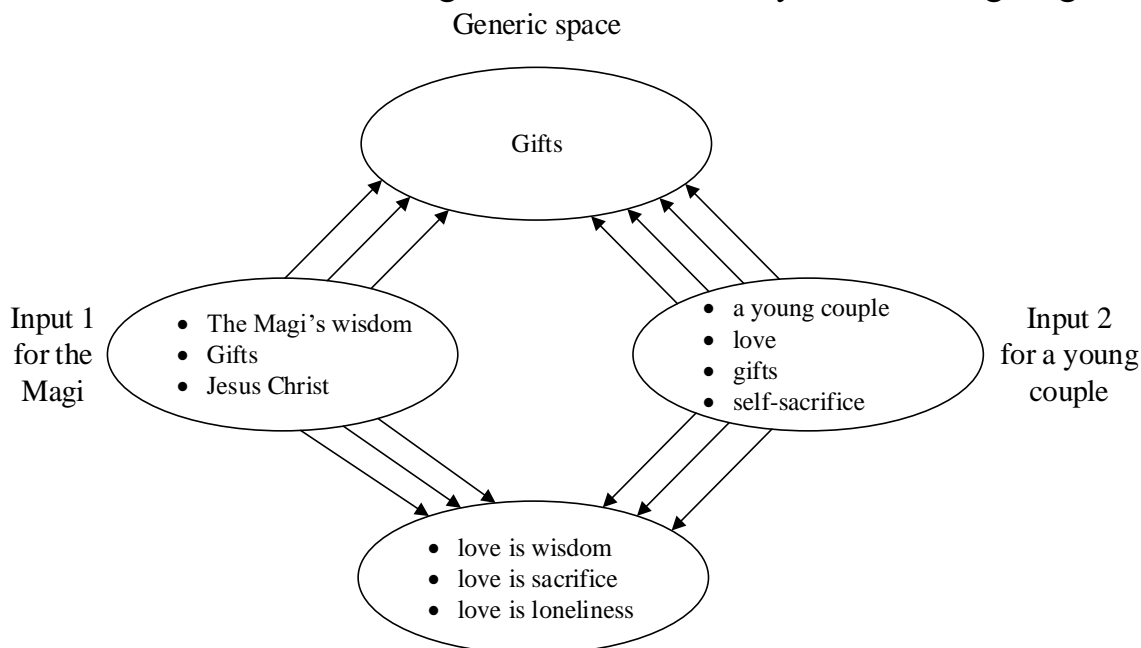 Generic space
Gifts
Input 1
for the
Magi
• The Magi's wisdom
• Gifts
• Jesus Christ
• a young couple
• love
• gifts
• self-sacrifice
Input 2
for a young
couple
• love is wisdom
• love is sacrifice
• love is loneliness